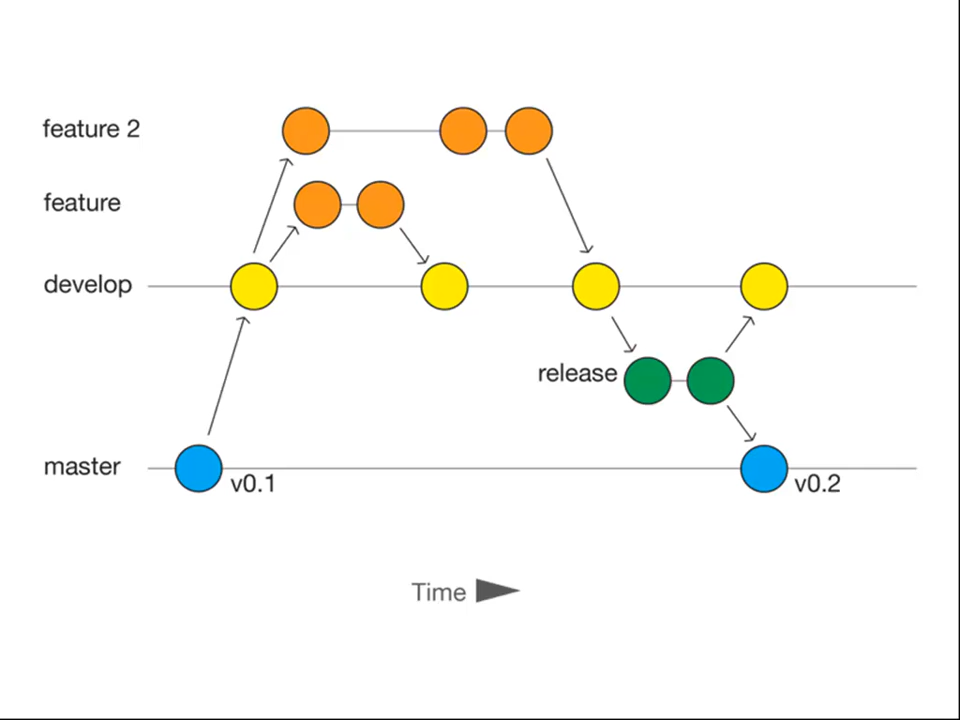 feature 2
feature
develop
release
master
v0.1
v0.2
Time